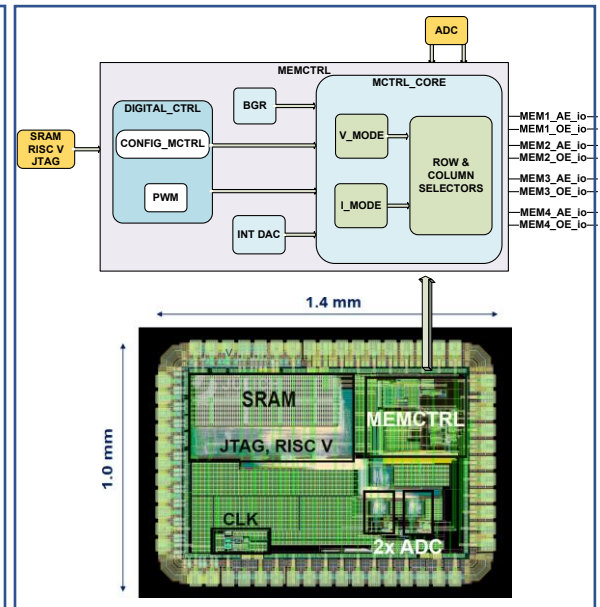 ADC
MEMCTRL
MCTRL_CORE
DIGITAL_CTRL
BGR
CONFIG_MCTRL
V_MODE
SRAM
RISC V
JTAG
ROW &
COLUMN
SELECTORS
PWM
I_MODE
INT DAC
MEM1_AE_io
MEM1_OE_io
MEM2_AE_io
MEM2_OE_io
MEM3_AE_io
MEM3_OE_io
MEM4_AE_io
MEM4_OE_io
1.4 mm
1.0 mm
SRAM
MEMCTRL
JTAG, RISC V
CLK
2x ADC